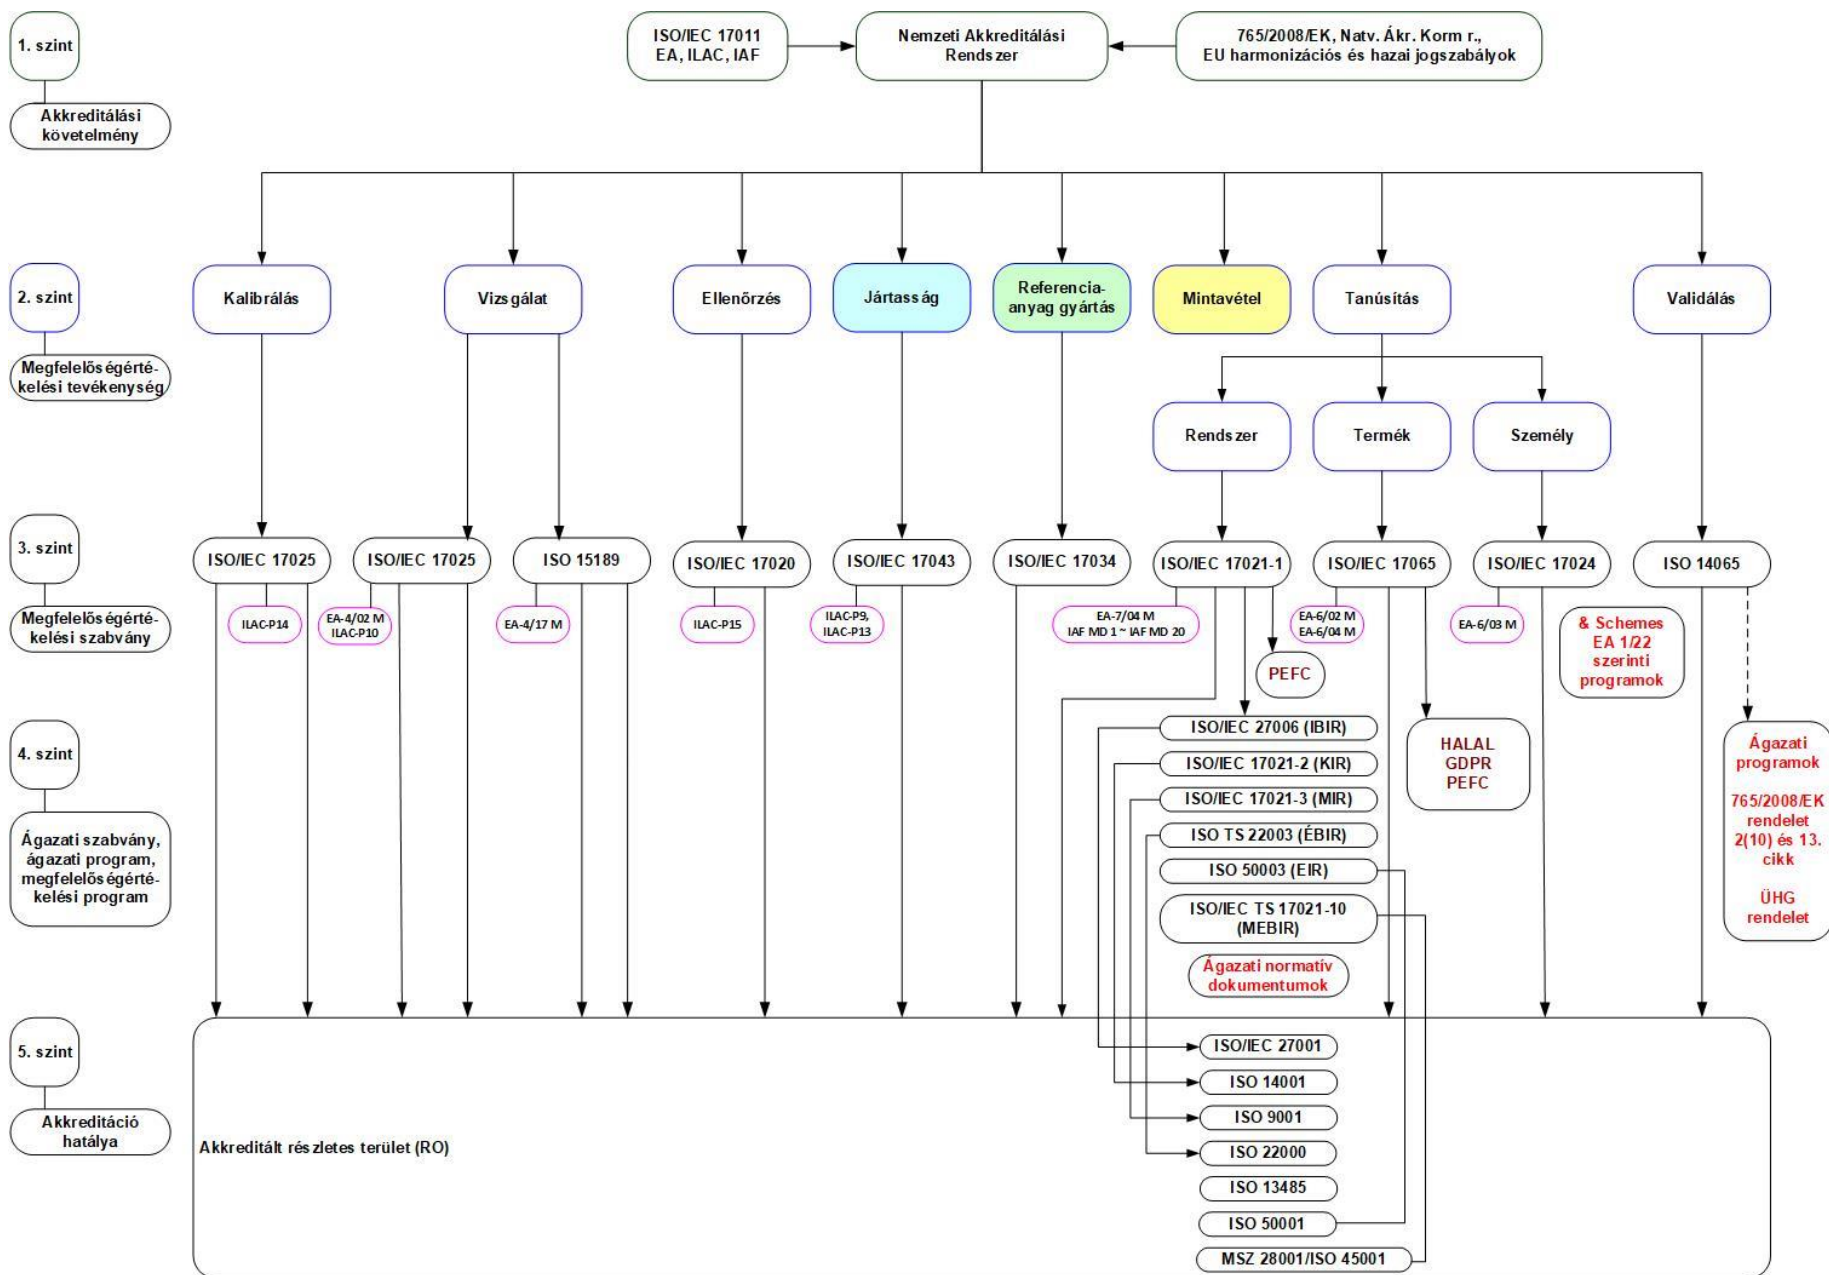 1. szint
ISO/IEC 17011
EA, ILAC, IAF
Nemzeti Akkreditálási
Rendszer
765/2008/EK, Natv. Ákr. Korm r.,
EU harmonizációs és hazai jogszabályok
Akkreditálási
követelmény
2. szint
Kalibrálás
Vizsgálat
Ellenőrzés
Jártasság
Referencia-
anyag gyártás
Mintavétel
Tanúsítás
Validálás
Megfelelőségérté-
kelési tevékenység
Rendszer
Termék
Személy
3. szint
ISO/IEC 17025
ISO/IEC 17025
ISO 15189
ISO/IEC 17020
ISO/IEC 17043
ISO/IEC 17034
ISO/IEC 17021-1
ISO/IEC 17065
ISO/IEC 17024
ISO 14065
Megfelelőségérté-
kelési szabvány
ILAC-P14
EA-4/02 M
ILAC-P10
EA-4/17 M
ILAC-P15
ILAC-P9,
ILAC-P13
EA-7/04 M
IAF MD 1 ~ IAF MD 20
EA-6/02 M
EA-6/04 M
EA-6/03 M
& Schemes
EA 1/22
szerinti
programok
PEFC
4. szint
Ágazati szabvány,
ágazati program,
megfelelőségérté-
kelési program
ISO/IEC 27006 (IBIR)
ISO/IEC 17021-2 (KIR)
ISO/IEC 17021-3 (MIR)
ISO TS 22003 (ÉBIR)
ISO 50003 (EIR)
ISO/IEC TS 17021-10
(MEBIR)
Ágazati normatív
dokumentumok
HALAL
GDPR
PEFC
Ágazati
programok
765/2008/EK
rendelet
2(10) és 13.
cikk
ÜHG
rendelet
5. szint
Akkreditáció
hatálya
Akkreditált részletes terület (RO)
ISO/IEC 27001
ISO 14001
ISO 9001
ISO 22000
ISO 13485
ISO 50001
MSZ 28001/ISO 45001